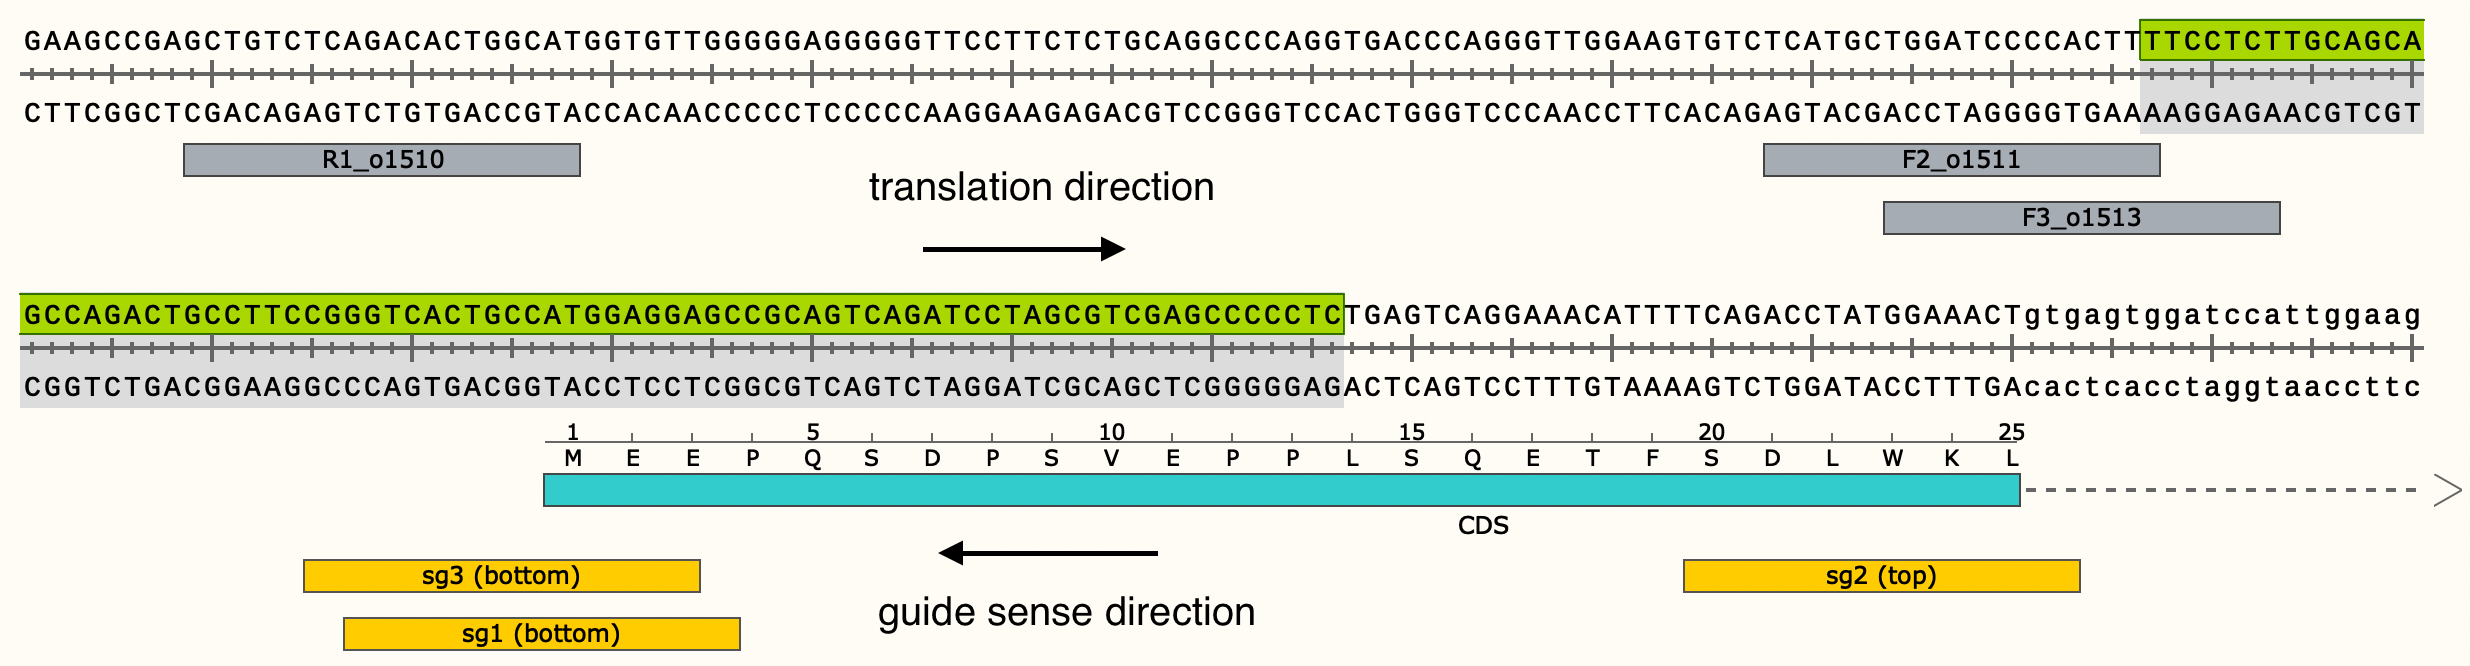 GAAGCCGAGCTGTCTCAGACACTGGCATGGTGTTGGGGGAGGGGGTTCCTTCTCTGCAGGCCCAGGTGACCCAGGGTTGGAAGTGTCTCATGCTGGATCCCCACTTTTCCTCTTGCAGCA
CTTCGGCTCGACAGAGTCTGTGACCGTACCACAACCCCCTCCCCCAAGGAAGAGACGTCCGGGTCCACTGGGTCCCAACCTTCACAGAGTACGACCTAGGGGTGAAAAGGAGAACGTCGT
R1_o1510 F2_o1511
translation direction
F3_o1513
GCCAGACTGCCTTCCGGGTCACTGCCATGGAGGAGCCGCAGTCAGATCCTAGCGTCGAGCCCCCTCTGAGTCAGGAAACATTTTCAGACCTATGGAAACTgtgagtggatccattggaag
CGGTCTGACGGAAGGCCCAGTGACGGTACCTCCTCGGCGTCAGTCTAGGATCGCAGCTCGGGGGAGACTCAGTCCTTTGTAAAAGTCTGGATACCTTTGAcactcacctaggtaaccttc
1 5 10 15 20 25
M E E P Q S D P S V E P P L S Q E T F S D L W K L
CDS
sg3 (bottom) sg2 (top)
guide sense direction
sg1 (bottom)